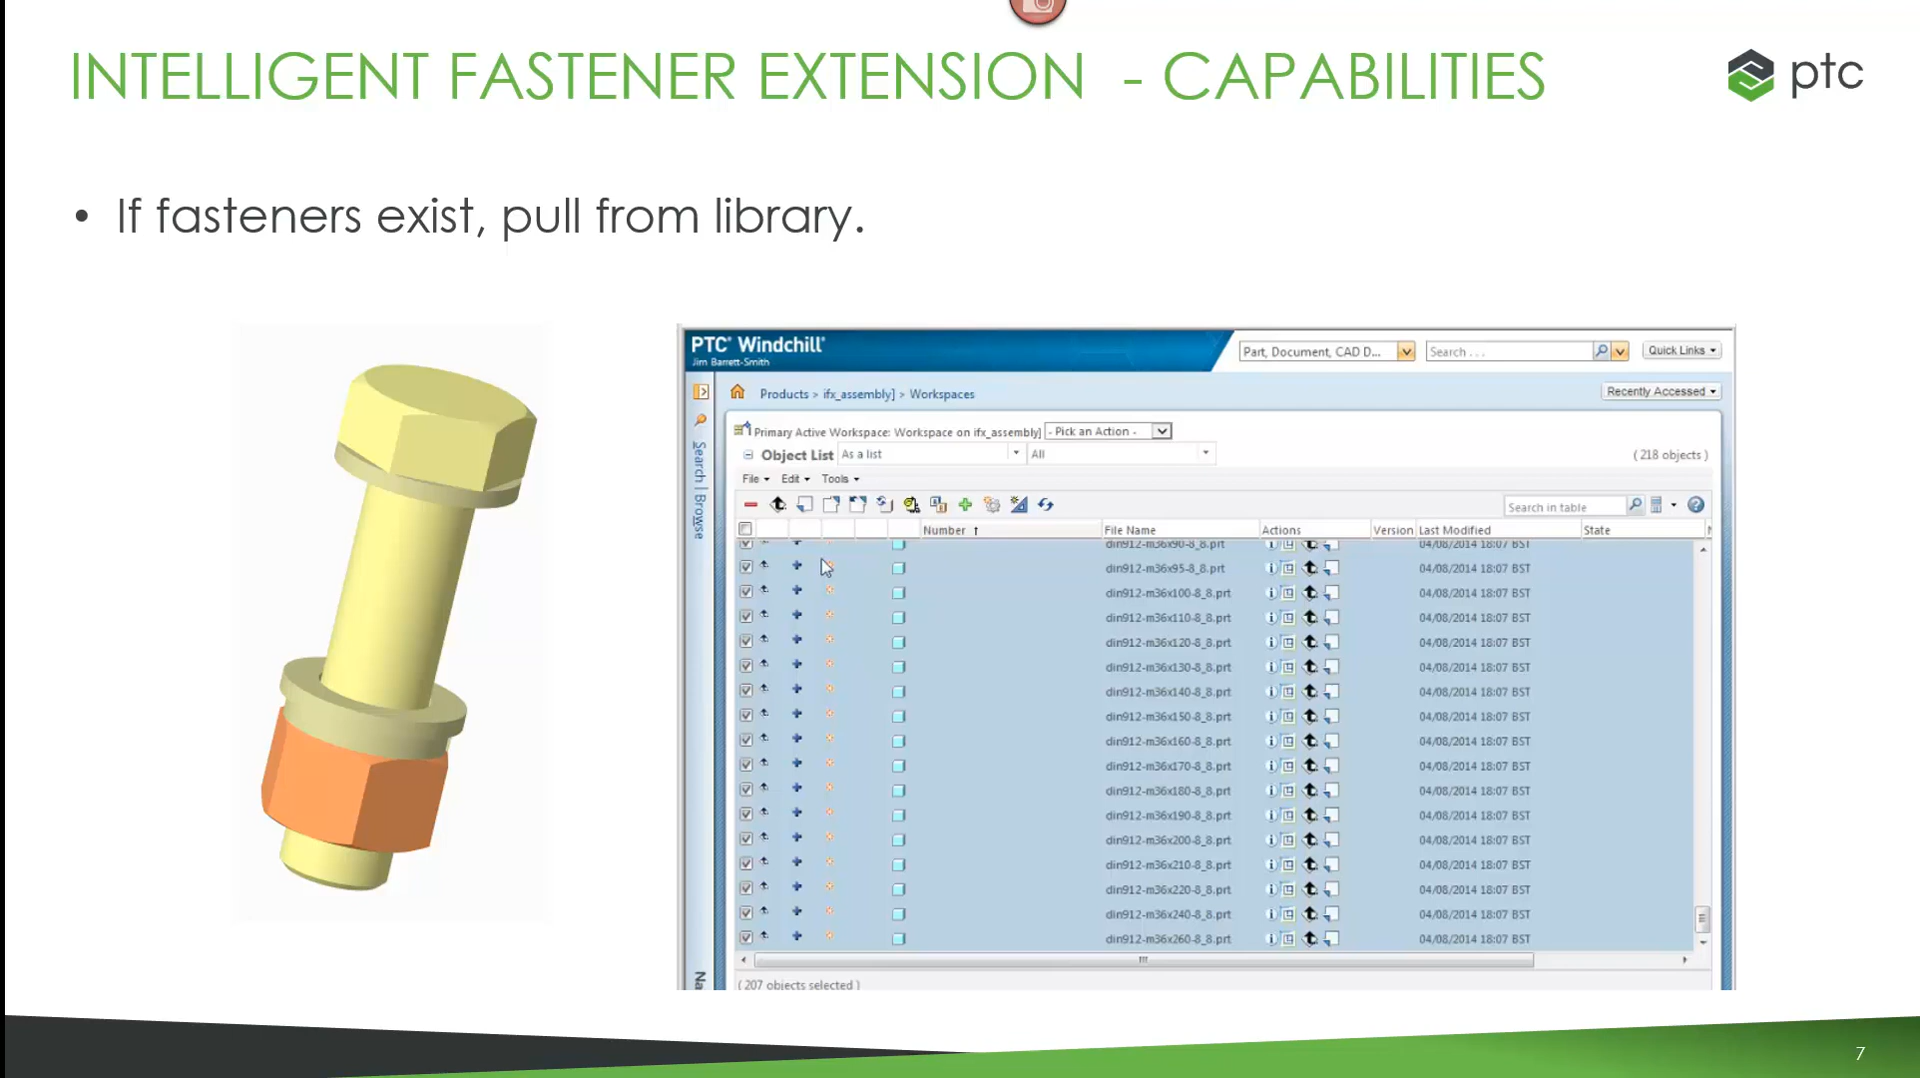 INTELLIGENT FASTENER EXTENSION - CAPABILITIES
ptc
• If fasteners exist, pull from library.
PTC® Windchill®
Jim Barrett-Smith
Part, Document, CAD D...
Search . . .
Quick Links
Products > ifx_assembly] > Workspaces
Recently Accessed
Search | Browse
Primary Active Workspace: Workspace on ifx_assembly] - Pick an Action -
Object List As a list All ( 218 objects )
File Edit Tools
Search in table
Number File Name Actions Version Last Modified State
din912-m36x90-8_8.prt 04/08/2014 18:07 BST
din912-m36x95-8_8.prt 04/08/2014 18:07 BST
din912-m36x100-8_8.prt 04/08/2014 18:07 BST
din912-m36x110-8_8.prt 04/08/2014 18:07 BST
din912-m36x120-8_8.prt 04/08/2014 18:07 BST
din912-m36x130-8_8.prt 04/08/2014 18:07 BST
din912-m36x140-8_8.prt 04/08/2014 18:07 BST
din912-m36x150-8_8.prt 04/08/2014 18:07 BST
din912-m36x160-8_8.prt 04/08/2014 18:07 BST
din912-m36x170-8_8.prt 04/08/2014 18:07 BST
din912-m36x180-8_8.prt 04/08/2014 18:07 BST
din912-m36x190-8_8.prt 04/08/2014 18:07 BST
din912-m36x200-8_8.prt 04/08/2014 18:07 BST
din912-m36x210-8_8.prt 04/08/2014 18:07 BST
din912-m36x220-8_8.prt 04/08/2014 18:07 BST
din912-m36x240-8_8.prt 04/08/2014 18:07 BST
din912-m36x260-8_8.prt 04/08/2014 18:07 BST
( 207 objects selected )
7